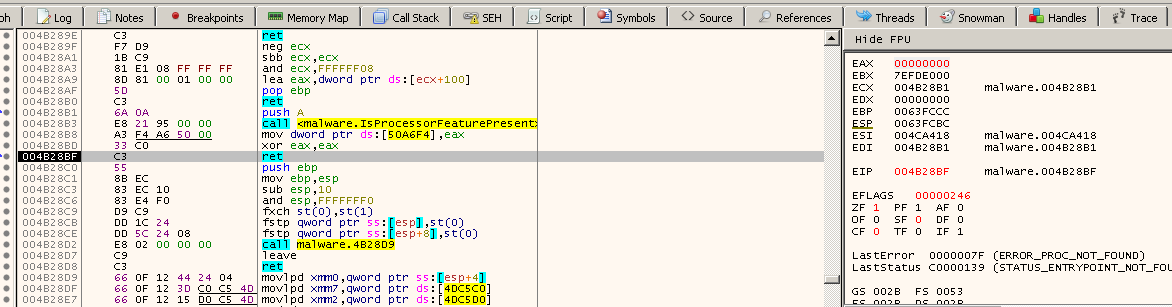 ph Log Notes Breakpoints Memory Map Call Stack SEH Script Symbols Source References Threads Snowman Handles Trace
004B289E C3 ret
004B289F F7 D9 neg ecx
004B28A1 1B C9 sbb ecx,ecx
004B28A3 81 E1 08 FF FF FF and ecx,FFFFFF08
004B28A9 8D 81 00 01 00 00 lea eax,dword ptr ds:[ecx+100]
004B28AF 5D pop ebp
004B28B0 C3 ret
004B28B1 6A 0A push A
004B28B3 E8 21 95 00 00 call <malware.IsProcessorFeaturePresent>
004B28B8 A3 F4 A6 50 00 mov dword ptr ds:[50A6F4],eax
004B28BD 33 C0 xor eax,eax
004B28BF C3 ret
004B28C0 55 push ebp
004B28C1 8B EC mov ebp,esp
004B28C3 83 EC 10 sub esp,10
004B28C6 83 E4 F0 and esp,FFFFFFF0
004B28C9 D9 C9 fxch st(0),st(1)
004B28CB DD 1C 24 fstp qword ptr ss:[esp],st(0)
004B28CE DD 5C 24 08 fstp qword ptr ss:[esp+8],st(0)
004B28D2 E8 02 00 00 00 call malware.4B28D9
004B28D7 C9 leave
004B28D8 C3 ret
004B28D9 66 0F 12 44 24 04 movlpd xmm0,qword ptr ss:[esp+4]
004B28DF 66 0F 12 3D C0 C5 4D movlpd xmm7,qword ptr ds:[4DC5C0]
004B28E7 66 0F 12 15 D0 C5 4D movlpd xmm2,qword ptr ds:[4DC5D0]
Hide FPU
EAX 00000000
EBX 7EFDE000
ECX 004B28B1 malware.004B28B1
EDX 00000000
EBP 0063FCCC
ESP 0063FCBC
ESI 004CA418 malware.004CA418
EDI 004B28B1 malware.004B28B1
EIP 004B28BF malware.004B28BF
EFLAGS 00000246
ZF 1 PF 1 AF 0
OF 0 SF 0 DF 0
CF 0 TF 0 IF 1
LastError 0000007F (ERROR_PROC_NOT_FOUND)
LastStatus C0000139 (STATUS_ENTRYPOINT_NOT_FOU
GS 002B FS 0053
ES 002B DS 002B